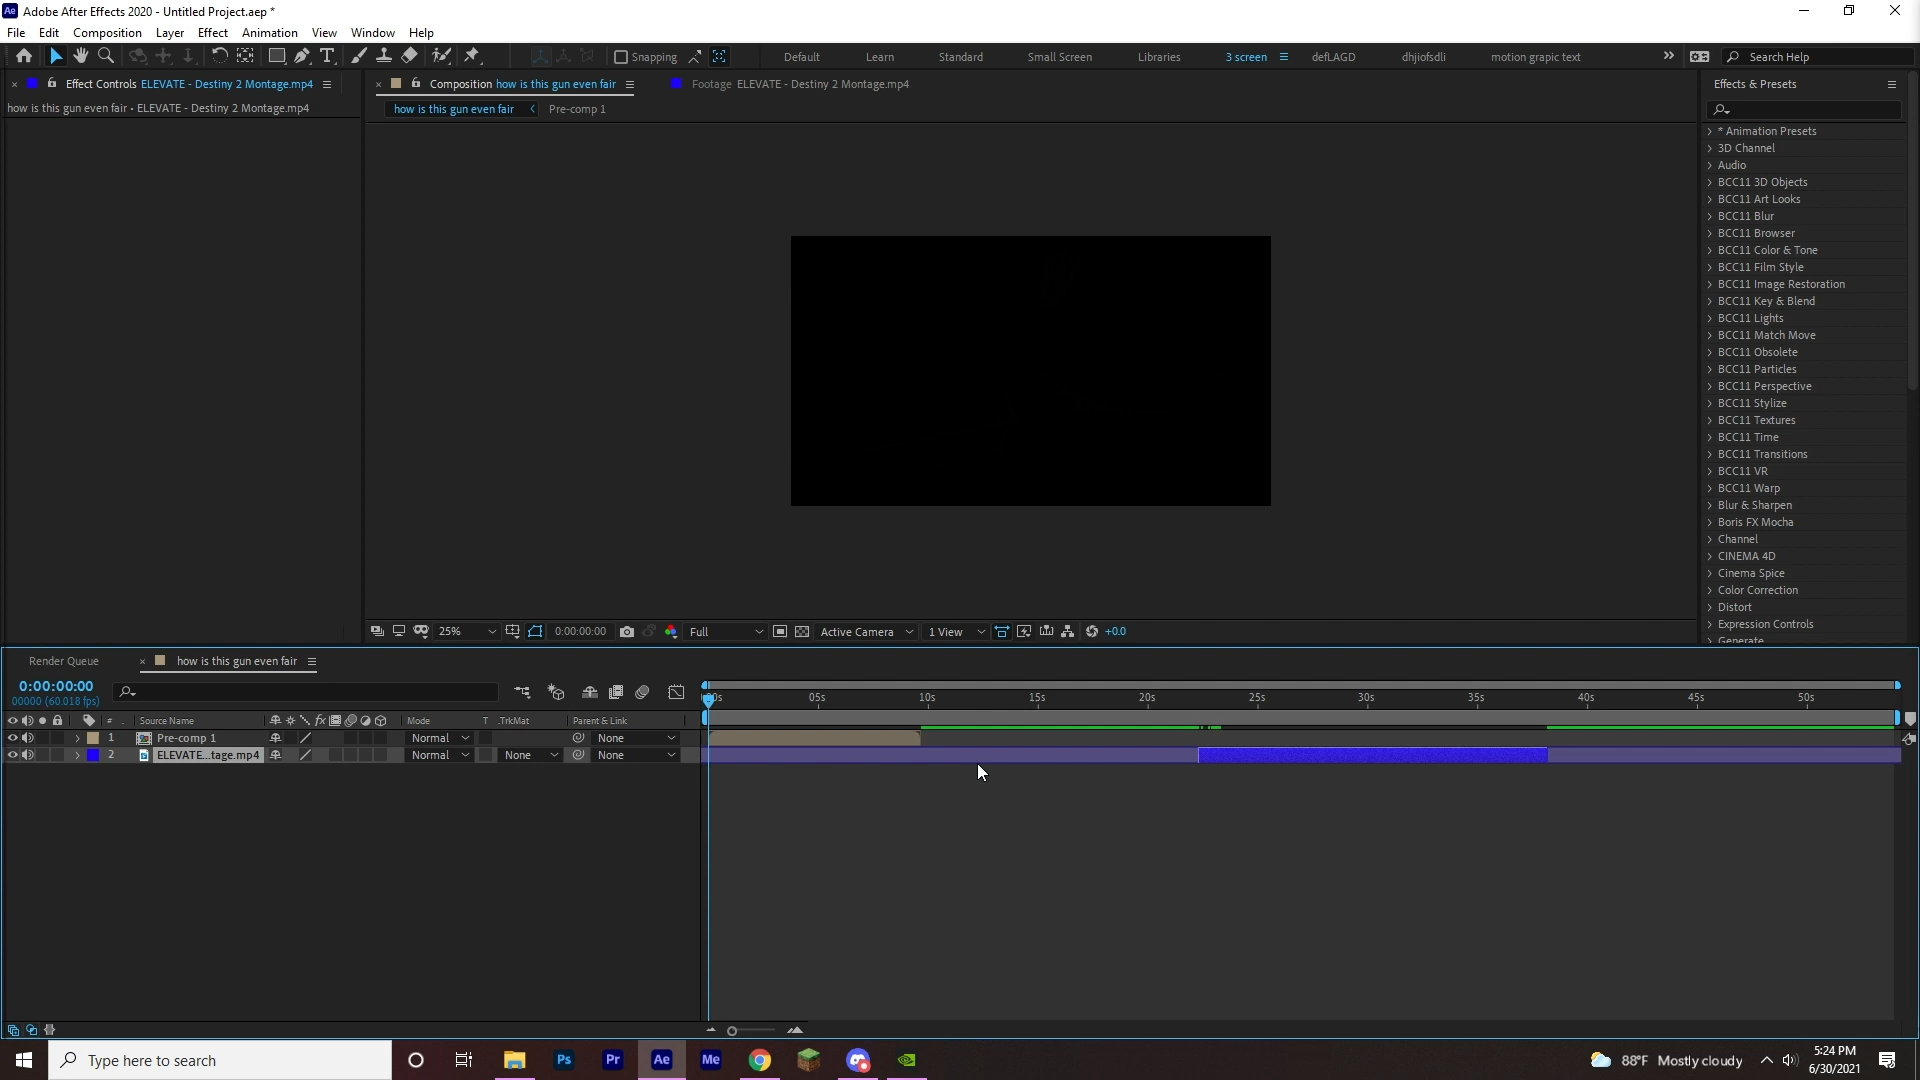 Ae Adobe After Effects 2020 - Untitled Project.aep *
File Edit Composition Layer Effect Animation View Window Help
Snapping Default Learn Standard Small Screen Libraries 3 screen defLAGD dhjiofsdli motion grapic text Search Help
Effect Controls ELEVATE - Destiny 2 Montage.mp4
Composition how is this gun even fair
Footage ELEVATE - Destiny 2 Montage.mp4
Effects & Presets
how is this gun even fair • ELEVATE - Destiny 2 Montage.mp4
how is this gun even fair
Pre-comp 1
* Animation Presets
3D Channel
Audio
BCC11 3D Objects
BCC11 Art Looks
BCC11 Blur
BCC11 Browser
BCC11 Color & Tone
BCC11 Film Style
BCC11 Image Restoration
BCC11 Key & Blend
BCC11 Lights
BCC11 Match Move
BCC11 Obsolete
BCC11 Particles
BCC11 Perspective
BCC11 Stylize
BCC11 Textures
BCC11 Time
BCC11 Transitions
BCC11 VR
BCC11 Warp
Blur & Sharpen
Boris FX Mocha
Channel
CINEMA 4D
Cinema Spice
Color Correction
Distort
Expression Controls
Generate
25% 0:00:00:00 Full Active Camera 1 View +0.0
Render Queue
how is this gun even fair
0:00:00:00
00000 (60.018 fps)
05s 10s 15s 20s 25s 30s 35s 40s 45s 50s
# Source Name fx Mode T .TrkMat Parent & Link
1 Pre-comp 1 Normal None
2 ELEVATE...tage.mp4 Normal None None
Type here to search
Ps Pr Ae Me
88°F Mostly cloudy
5:24 PM
6/30/2021